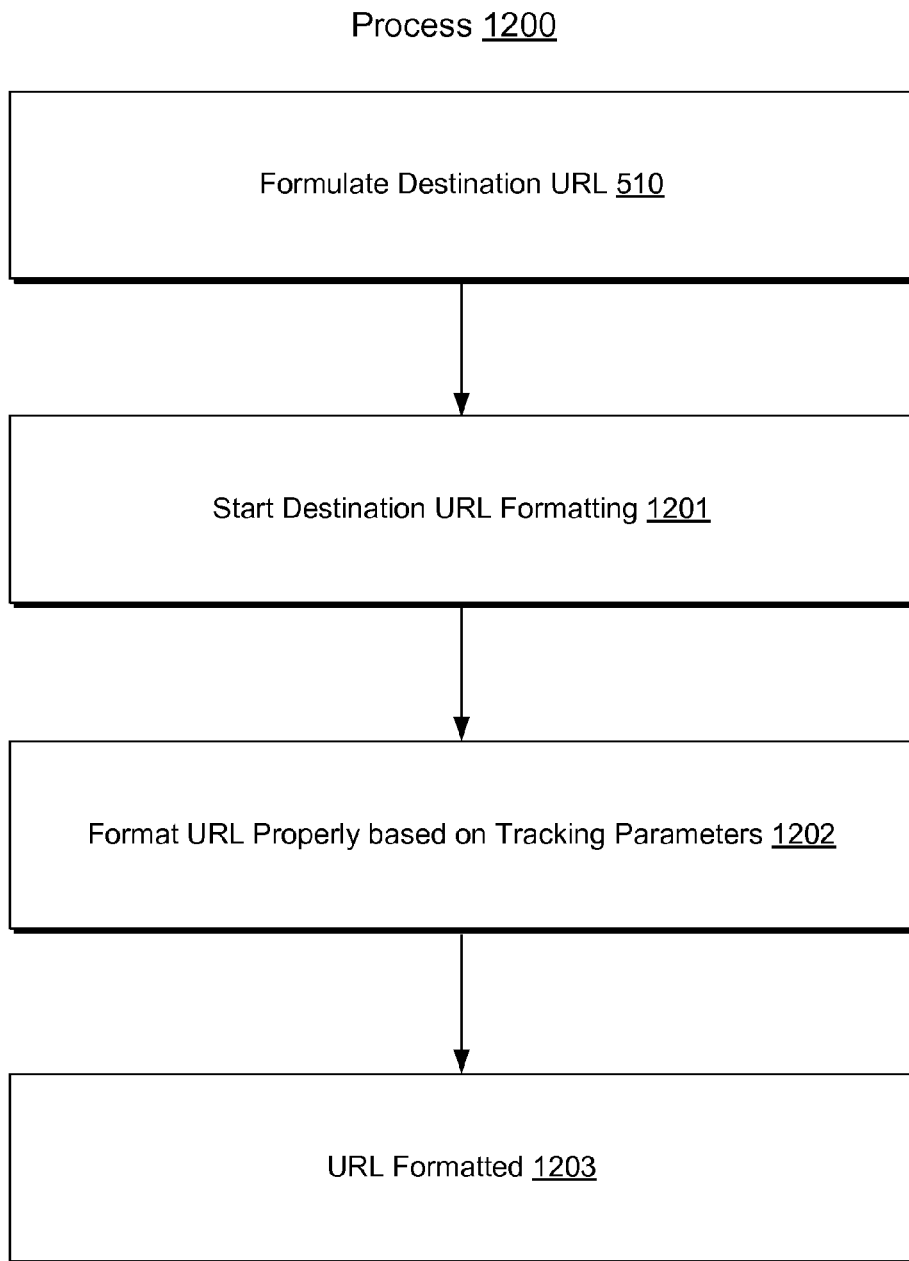 Process 1200
Formulate Destination URL 510
Start Destination URL Formatting 1201
Format URL Properly based on Tracking Parameters 1202
URL Formatted 1203